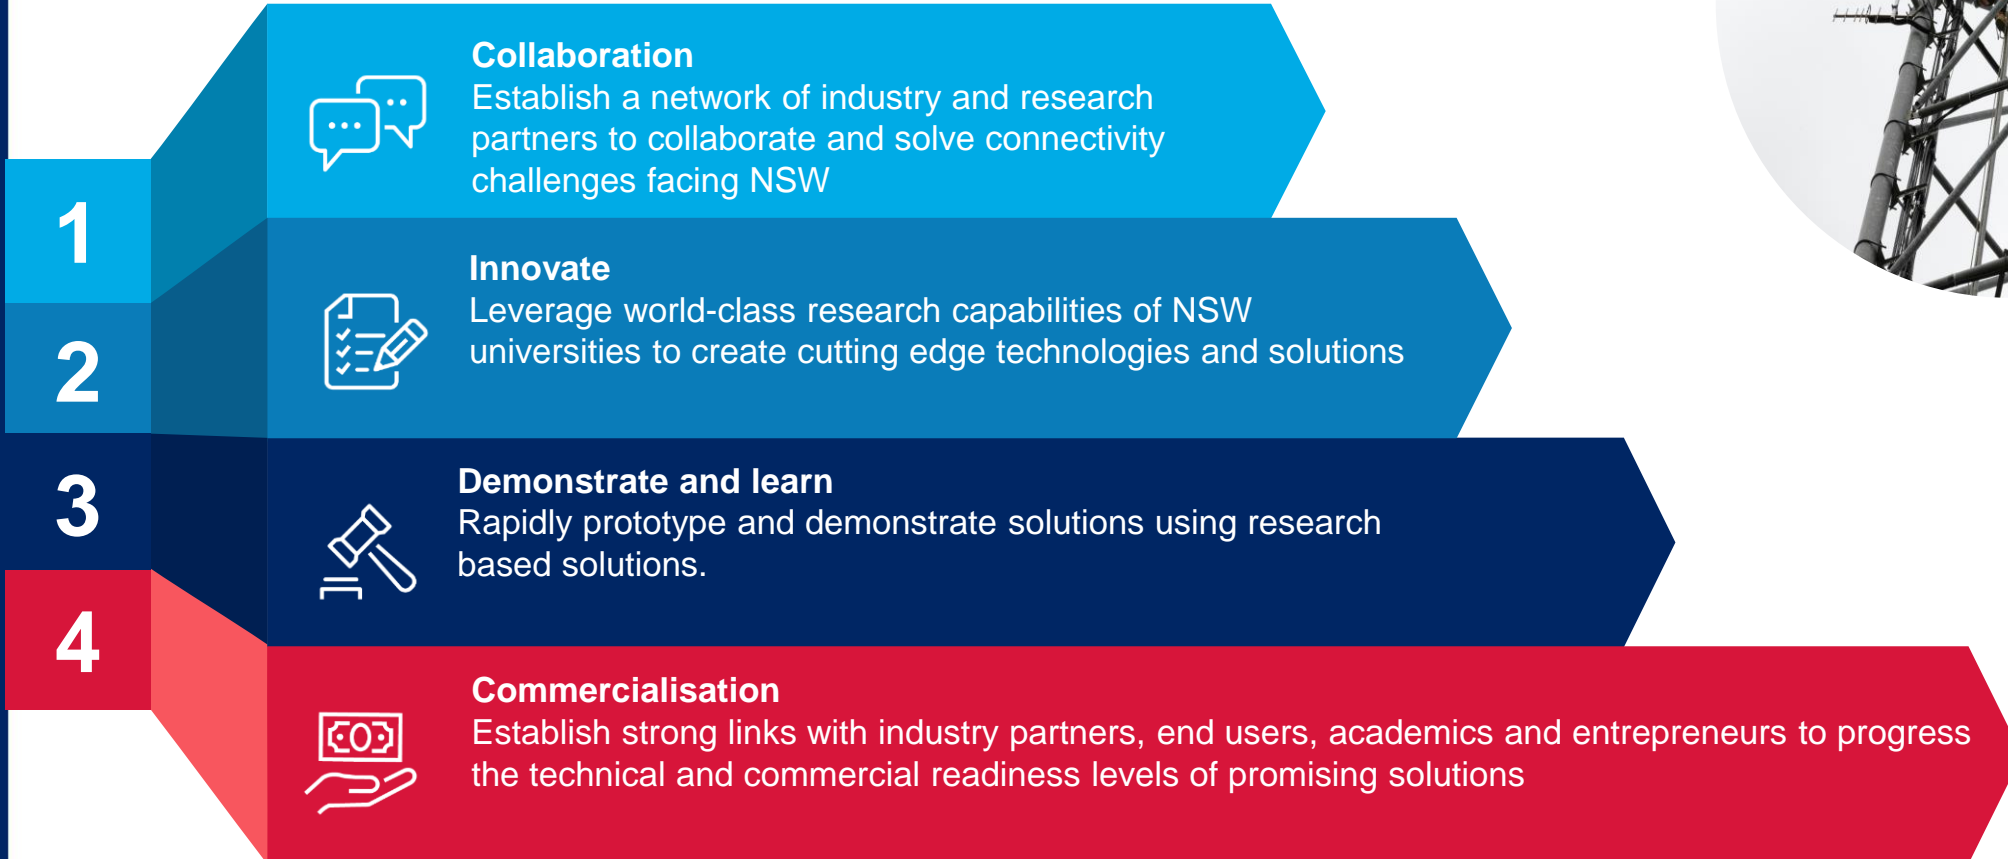 1
Collaboration
Establish a network of industry and research
partners to collaborate and solve connectivity
challenges facing NSW
2
Innovate
Leverage world-class research capabilities of NSW
universities to create cutting edge technologies and solutions
3
Demonstrate and learn
Rapidly prototype and demonstrate solutions using research
based solutions.
4
Commercialisation
Establish strong links with industry partners, end users, academics and entrepreneurs to progress
the technical and commercial readiness levels of promising solutions